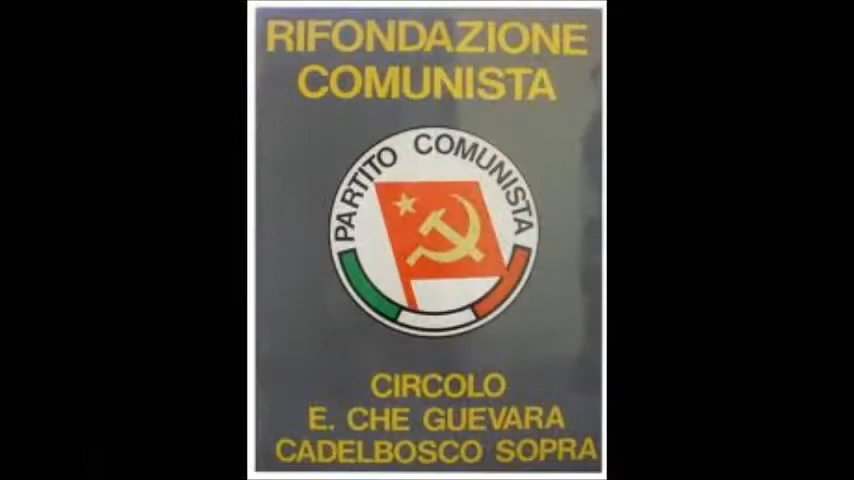 RIFONDAZIONE
COMUNISTA
PARTITO COMUNISTA
CIRCOLO
E. CHE GUEVARA
CADELBOSCO SOPRA